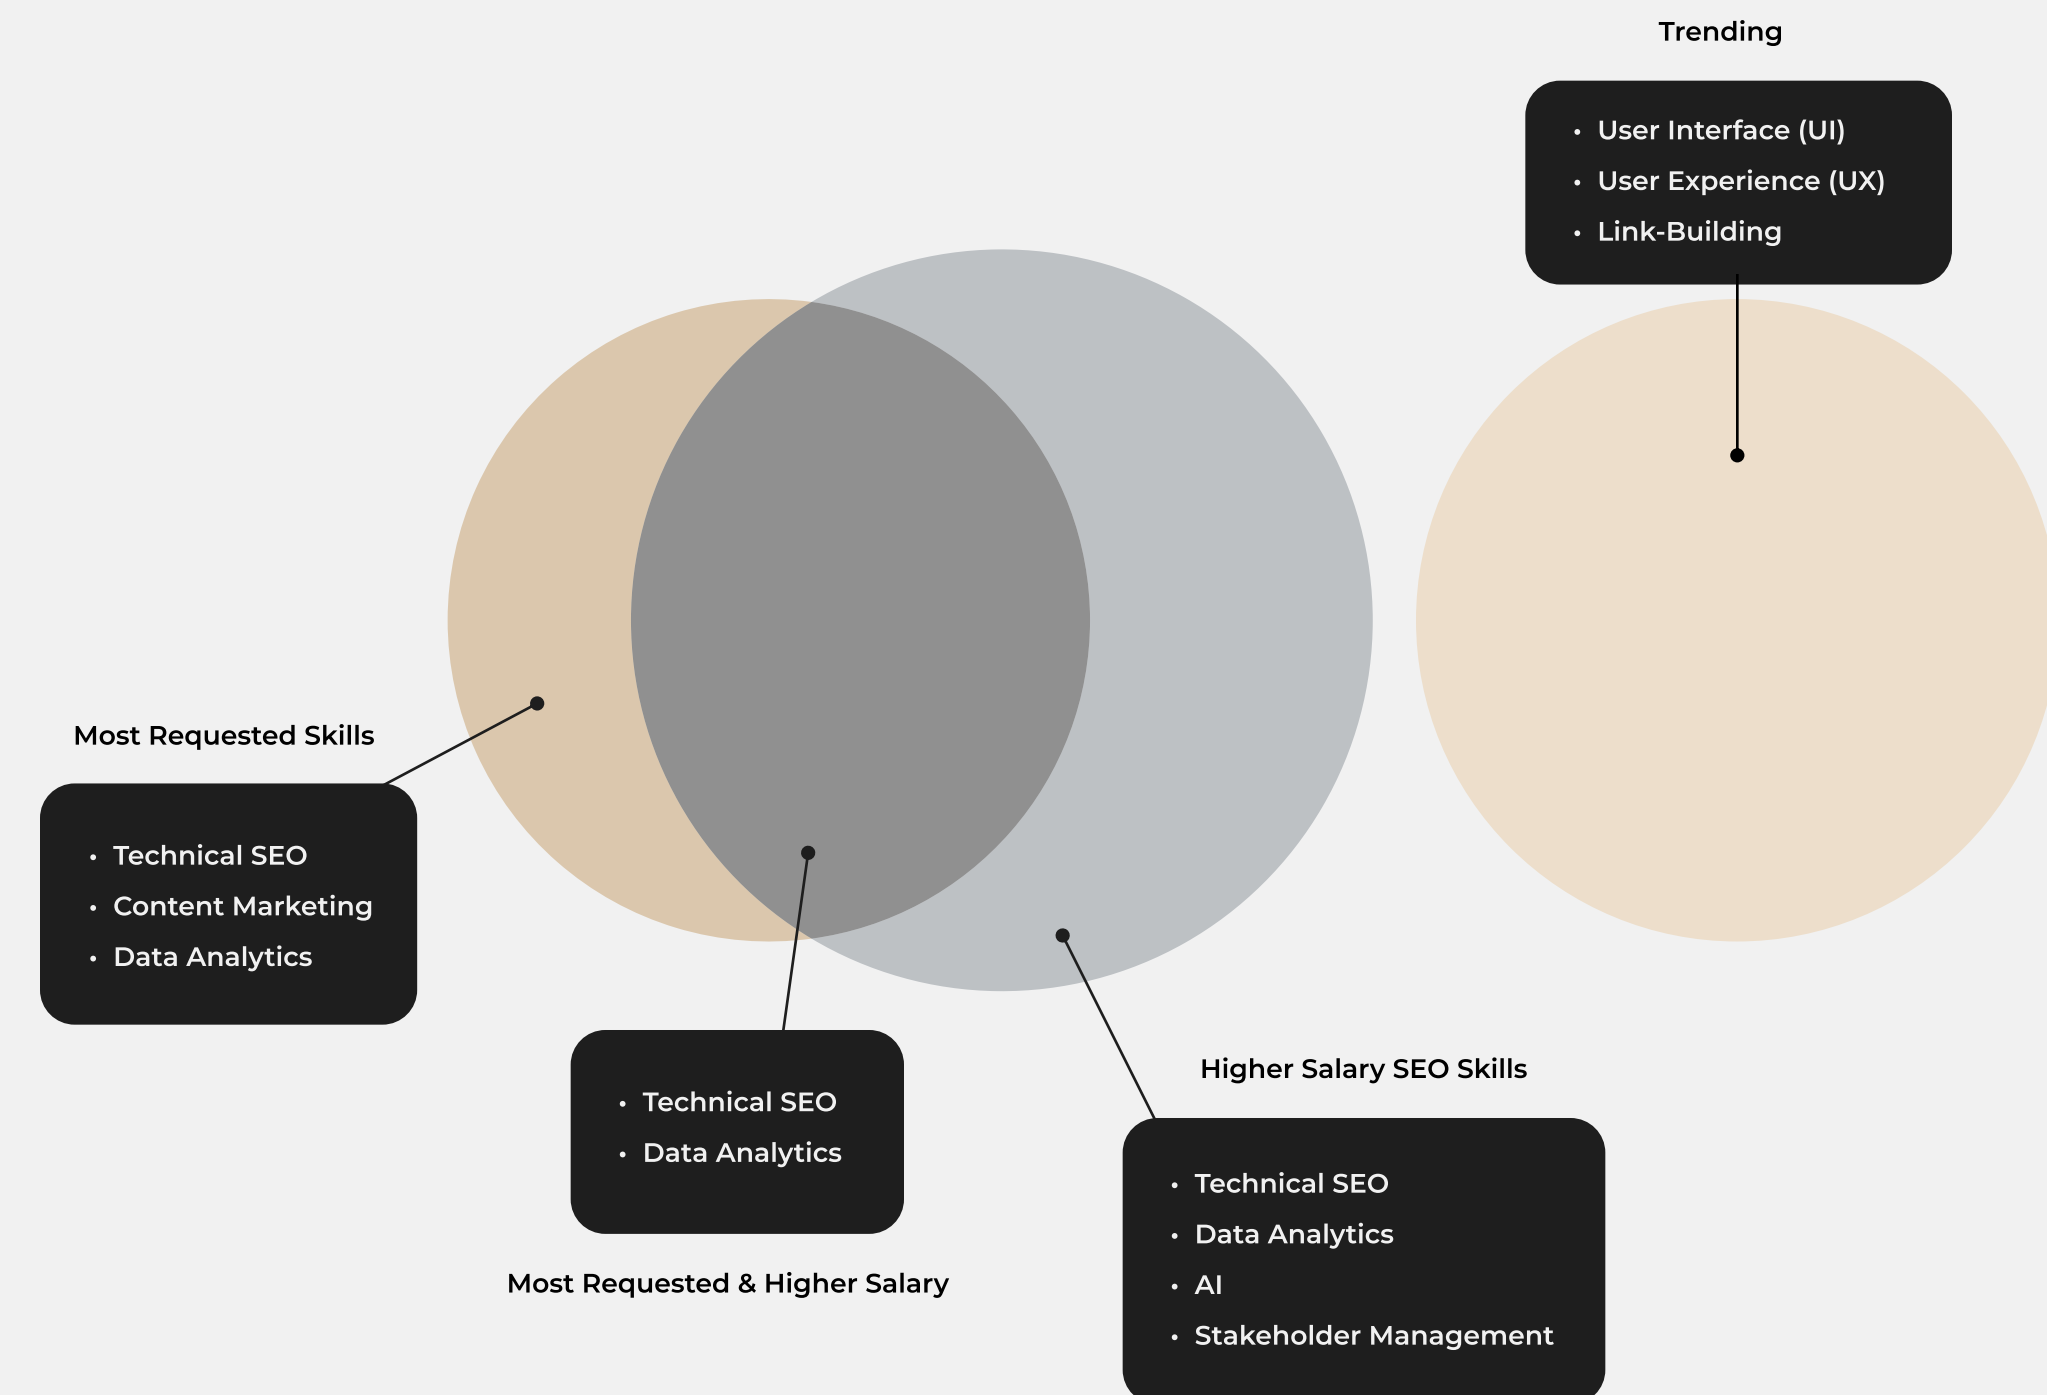 Trending
• User Interface (UI)
• User Experience (UX)
• Link-Building
Most Requested Skills
• Technical SEO
• Content Marketing
• Data Analytics
• Technical SEO
• Data Analytics
Most Requested & Higher Salary
Higher Salary SEO Skills
• Technical SEO
• Data Analytics
• AI
• Stakeholder Management